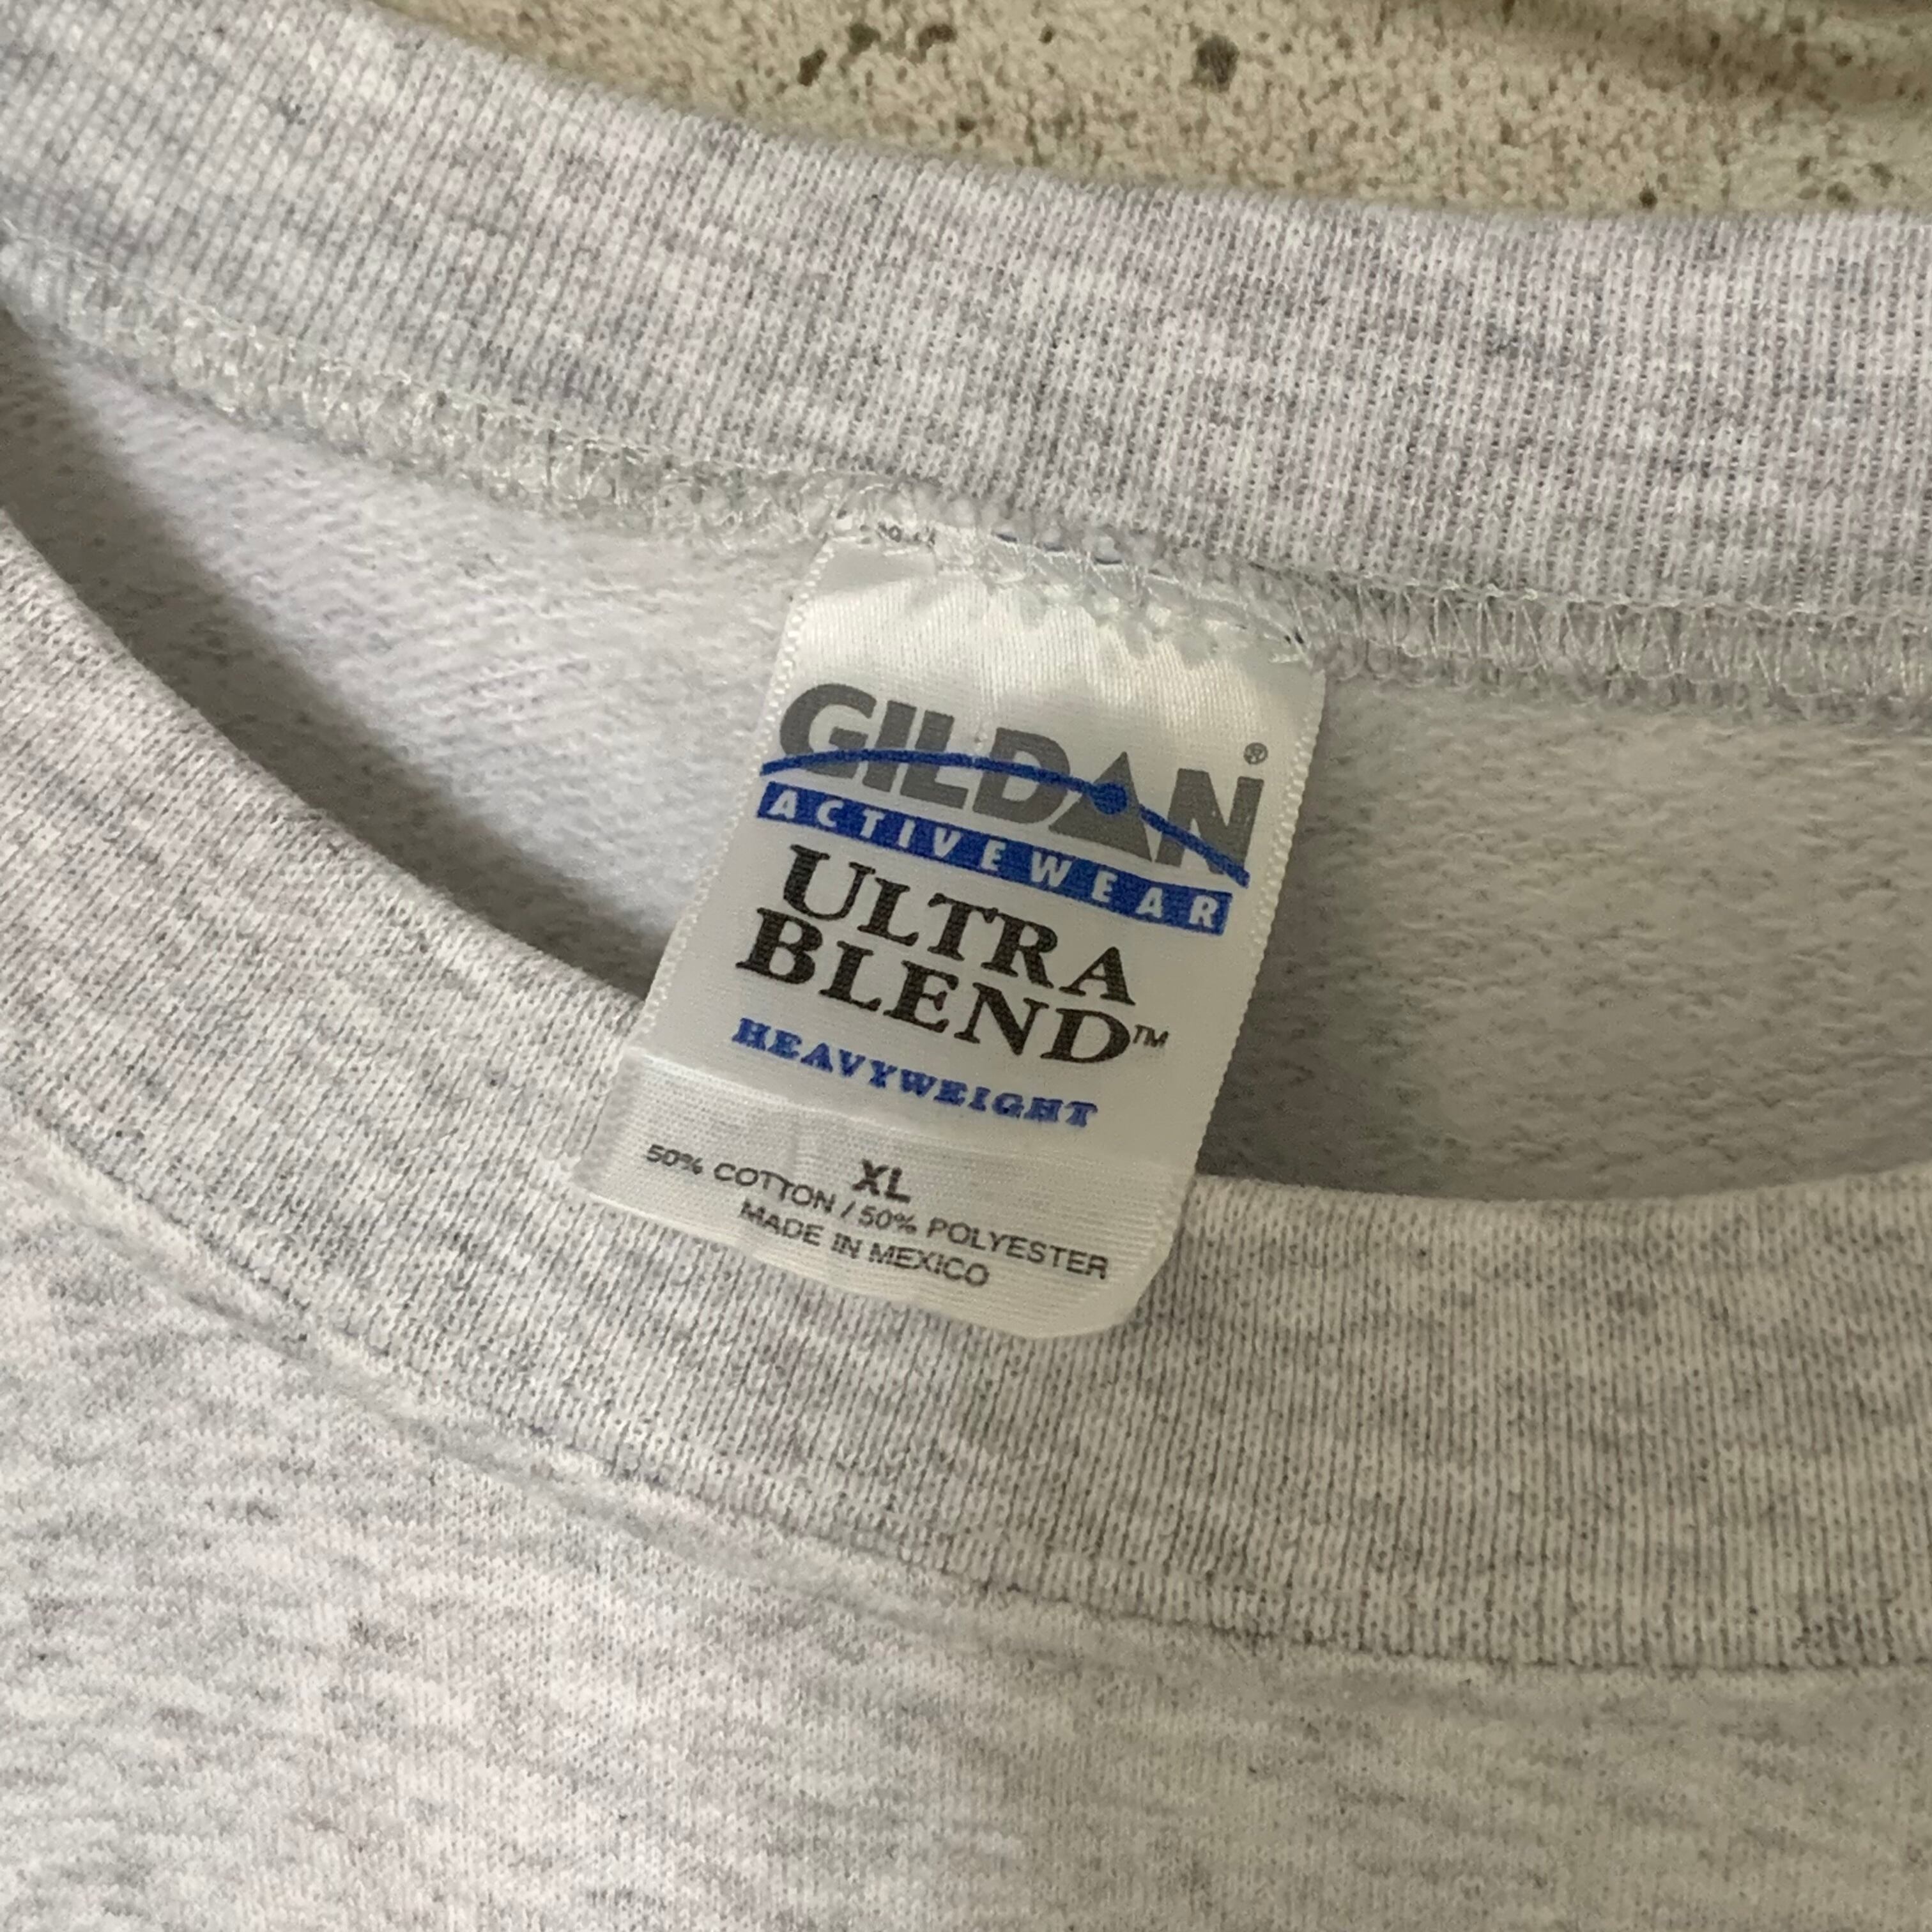 GILDAN®
ACTIVEWEAR
ULTRA
BLEND™
HEAVYWEIGHT
XL
50% COTTON / 50% POLYESTER
MADE IN MEXICO